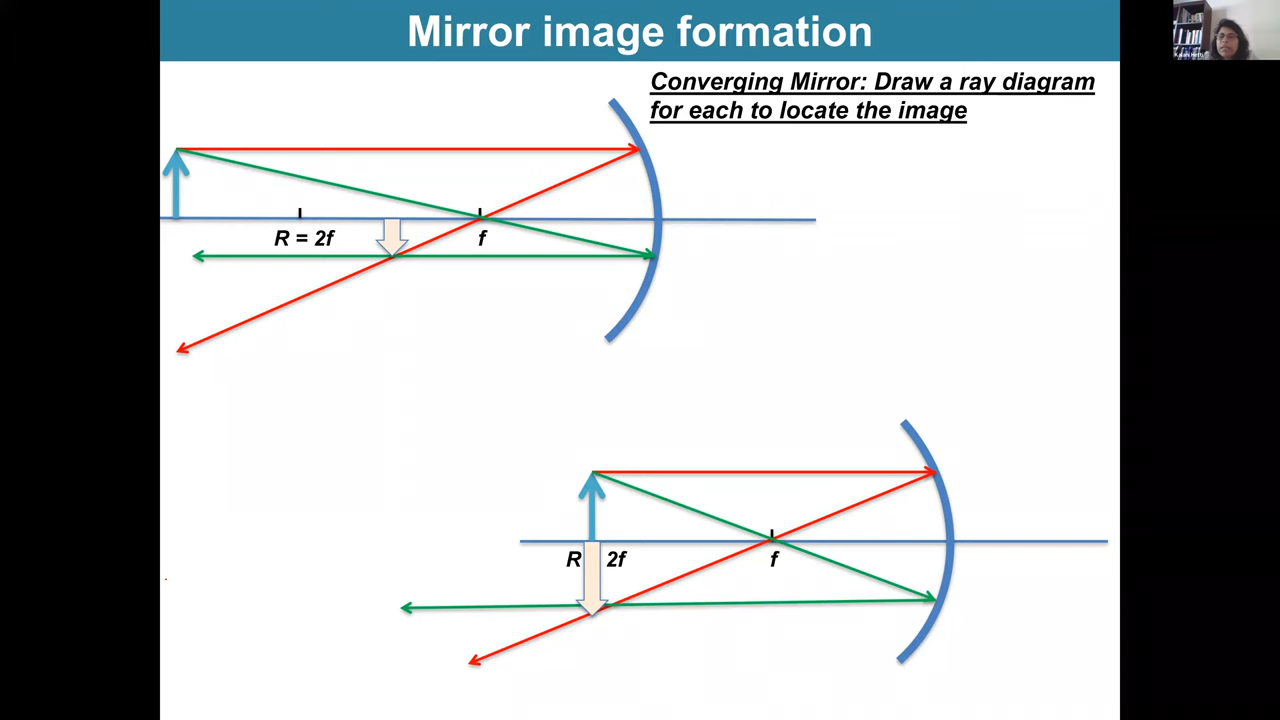 Mirror image formation
Converging Mirror: Draw a ray diagram
for each to locate the image
R = 2f
f
R 2f
f